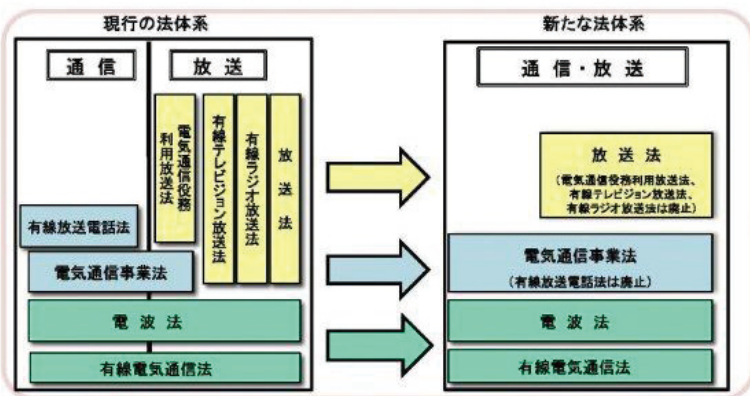 現行の法体系
通信
放送
電気通信役務
利用放送法
有線テレビジョン放送法
有線ラジオ放送法
放送法
有線放送電話法
電気通信事業法
電波法
有線電気通信法
新たな法体系
通信・放送
放送法
(電気通信役務利用放送法、
有線テレビジョン放送法、
有線ラジオ放送法は廃止)
電気通信事業法
(有線放送電話法は廃止)
電波法
有線電気通信法